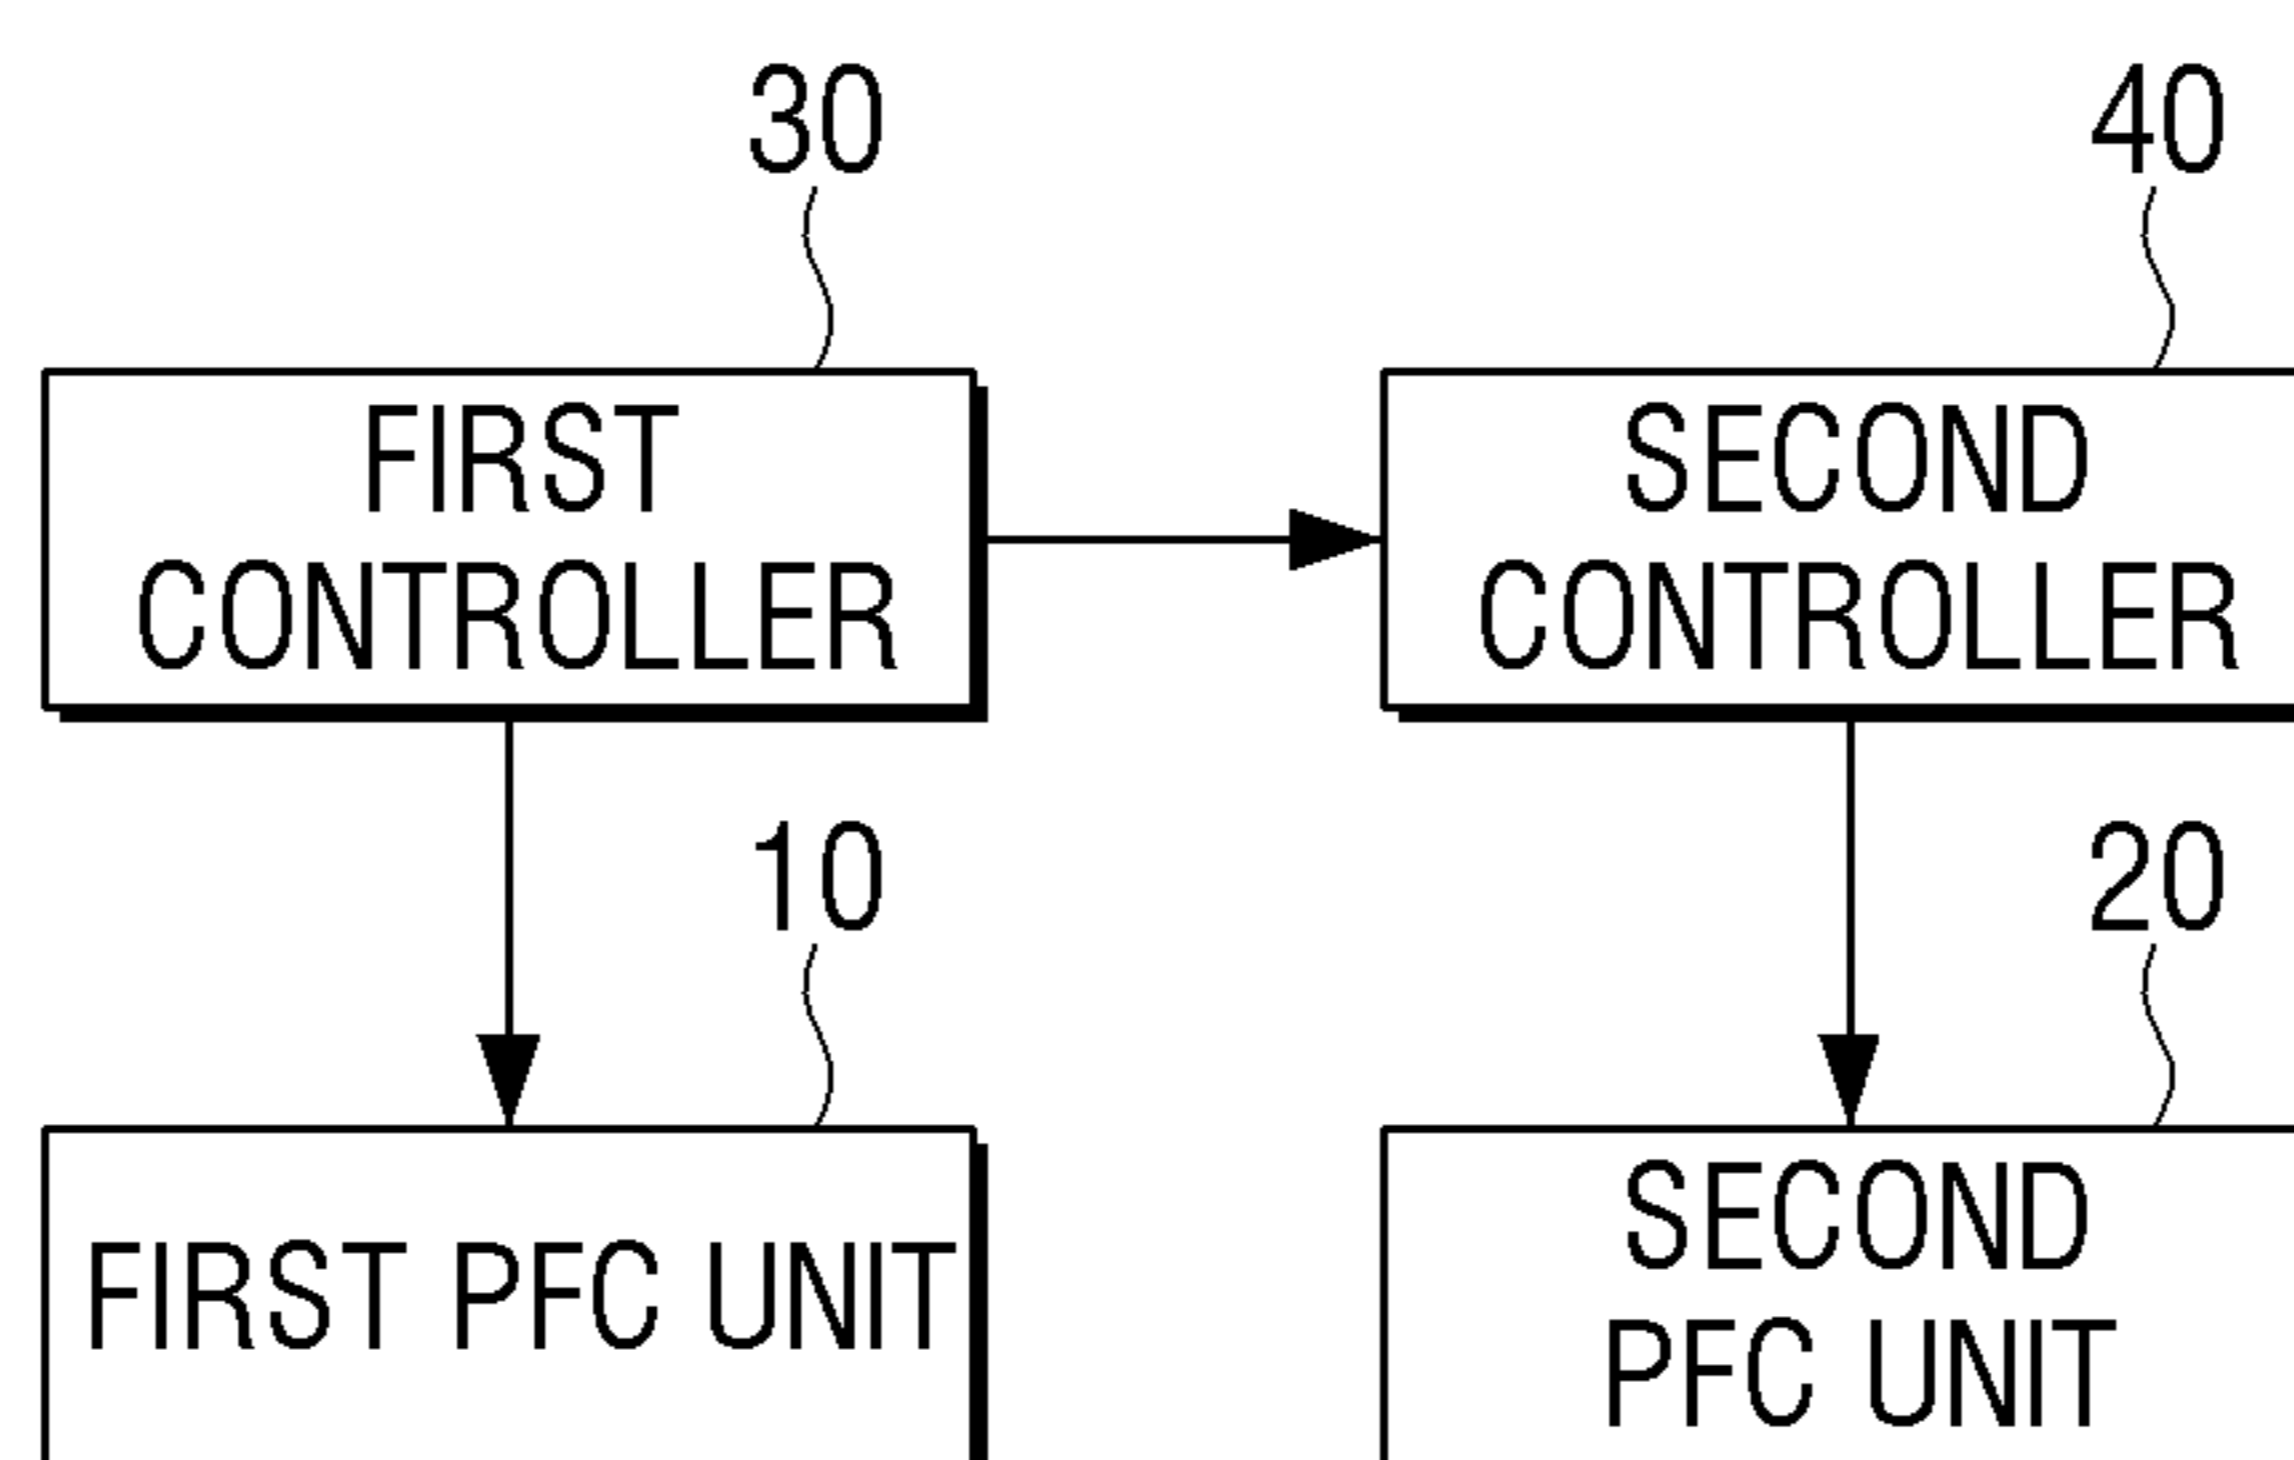 30
40
FIRST
CONTROLLER
SECOND
CONTROLLER
10
20
FIRST PFC UNIT
SECOND
PFC UNIT